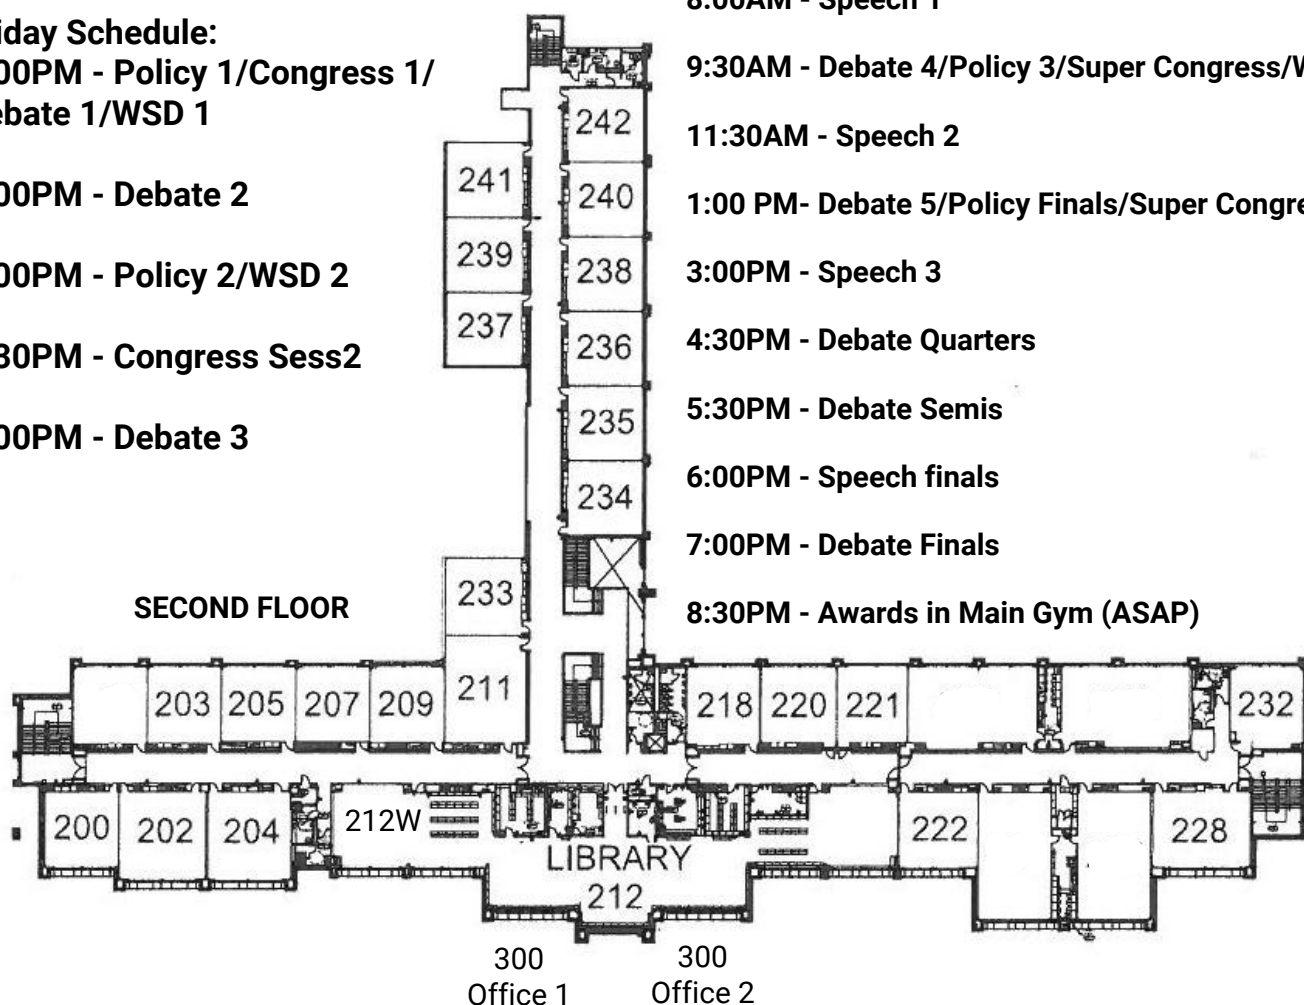 iday Schedule:
00PM - Policy 1/Congress 1/
ebate 1/WSD 1
00PM - Debate 2
00PM - Policy 2/WSD 2
30PM - Congress Sess2
00PM - Debate 3
8:00AM - Speech 1
9:30AM - Debate 4/Policy 3/Super Congress/W
11:30AM - Speech 2
1:00 PM- Debate 5/Policy Finals/Super Congre
3:00PM - Speech 3
4:30PM - Debate Quarters
5:30PM - Debate Semis
6:00PM - Speech finals
7:00PM - Debate Finals
8:30PM - Awards in Main Gym (ASAP)
242
241
240
239
238
237
236
235
234
233
SECOND FLOOR
203
205
207
209
211
218
220
221
232
200
202
204
212W
222
228
LIBRARY
212
300
Office 1
300
Office 2